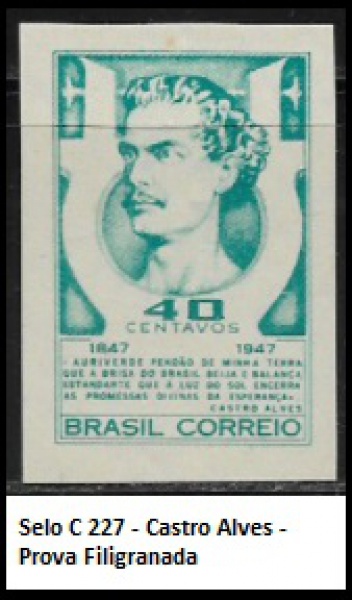 40
CENTAVOS
1847 1947
- AURIVERDE PENDÃO DE MINHA TERRA
QUE A BRISA DO BRASIL BEIJA E BALANÇA
ESTANDARTE QUE À LUZ DO SOL ENCERRA
AS PROMESSAS DIVINAS DA ESPERANÇA-
CASTRO ALVES
BRASIL CORREIO
Selo C 227 - Castro Alves -
Prova Filigranada